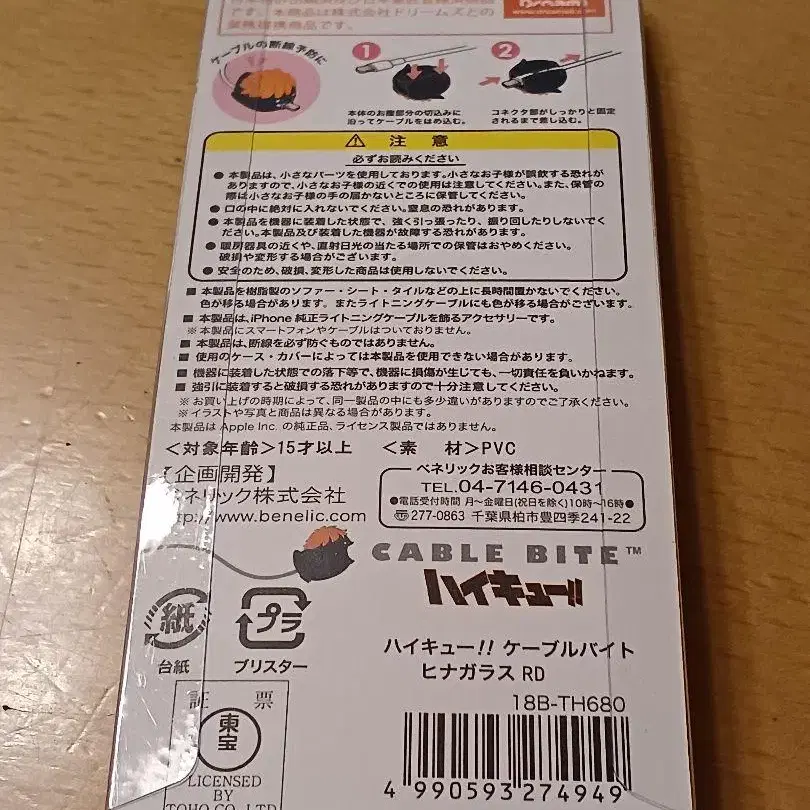 です。本商品は株式会社ドリームズとの
業務提携商品です。
ケーブルの断線予防に
1
2
本体のお腹部分の切込みに
沿ってケーブルをはめ込む。
コネクタ部がしっかりと固定
されるまで差し込む。
注 意
必ずお読みください
● 本製品は、小さなパーツを使用しております。小さなお子様が誤飲する恐れが
ありますので、小さなお子様の近くでの使用は注意してください。また、保管の
際は小さなお子様の手の届かないところに保管してください。
● 口の中に絶対に入れないでください。窒息の恐れがあります。
● 本製品を機器に装着した状態で、強く引っ張ったり、振り回したりしないでく
ださい。本製品及び装着した機器が故障する恐れがあります。
● 暖房器具の近くや、直射日光の当たる場所での保管はおやめください。
破損や変形する場合がございます。
● 安全のため、破損、変形した商品は使用しないでください。
■ 本製品を樹脂製のソファー・シート・タイルなどの上に長時間置かないでください。
色が移る場合があります。またライトニングケーブルにも色が移る場合がございます。
■ 本製品は、iPhone 純正ライトニングケーブルを飾るアクセサリーです。
※本製品にスマートフォンやケーブルはついておりません。
■ 本製品は、断線を必ず防ぐものではありません。
■ 使用のケース・カバーによっては本製品を使用できない場合があります。
■ 機器に装着した状態での落下等で、機器に損傷が生じても、一切責任を負いかねます。
■ 強引に装着すると破損する恐れがありますので十分注意してください。
※お買い上げの時期によって、同一製品の中にも多少違いがありますのでご了承ください。
※イラストや写真と商品は異なる場合があります。
本製品は Apple Inc. の純正品、ライセンス製品ではありません。
<対象年齢>15才以上 <素 材>PVC
【企画開発】
ベネリック株式会社
http://www.benelic.com
ベネリックお客様相談センター
TEL.04-7146-0431
●電話受付時間 月〜金曜日(祝日を除く)10時〜16時●
〒277-0863 千葉県柏市豊四季241-22
CABLE BITE™
ハイキュー!!
紙
台紙
プラ
ブリスター
ハイキュー!! ケーブルバイト
ヒナガラス RD
18B-TH680
証 票
東宝
LICENSED
BY
TOHO CO., LTD.
4 990593 274949